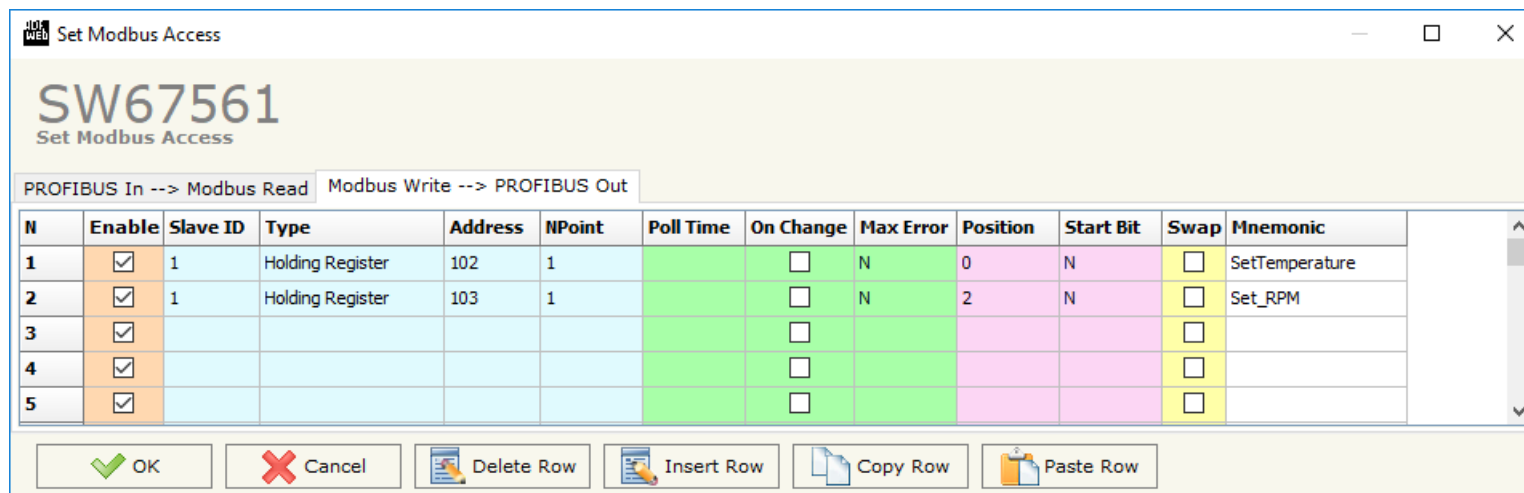 ADF WEB Set Modbus Access
SW67561
Set Modbus Access
PROFIBUS In --> Modbus Read Modbus Write --> PROFIBUS Out
N Enable Slave ID Type Address NPoint Poll Time On Change Max Error Position Start Bit Swap Mnemonic
1 1 Holding Register 102 1 N 0 N SetTemperature
2 1 Holding Register 103 1 N 2 N Set_RPM
3
4
5
OK Cancel Delete Row Insert Row Copy Row Paste Row